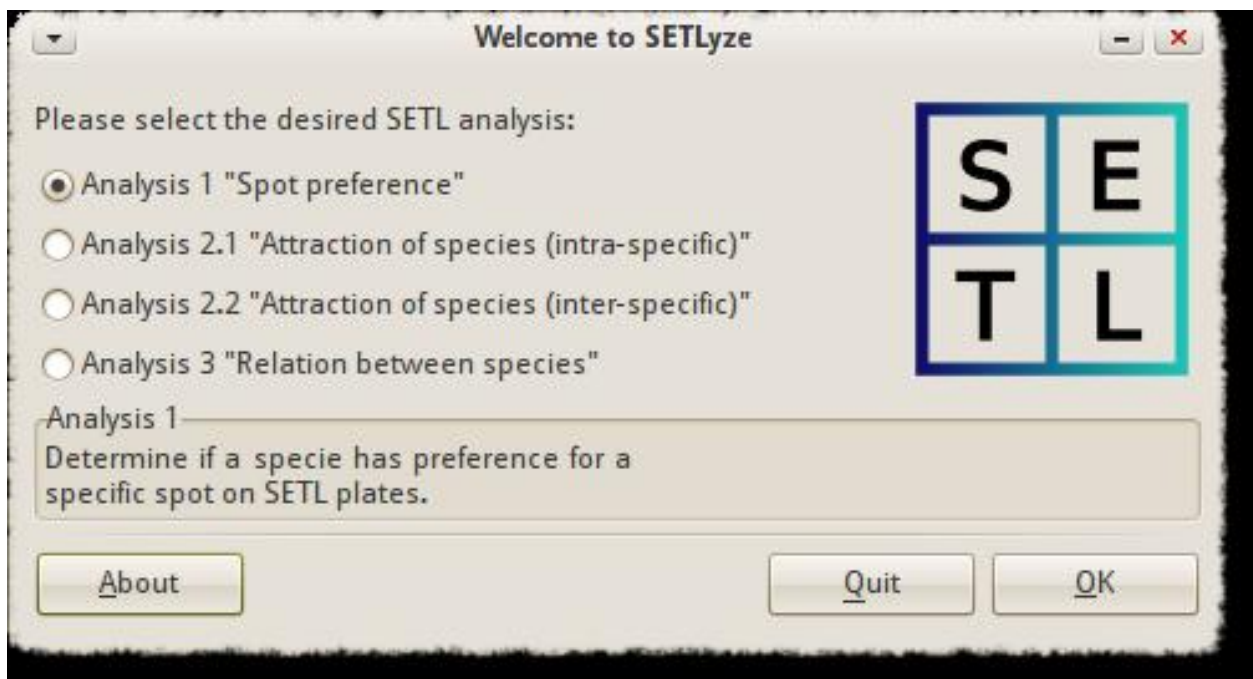 Welcome to SETLyze
Please select the desired SETL analysis:
Analysis 1 "Spot preference"
Analysis 2.1 "Attraction of species (intra-specific)"
Analysis 2.2 "Attraction of species (inter-specific)"
Analysis 3 "Relation between species"
S E
T L
Analysis 1
Determine if a specie has preference for a
specific spot on SETL plates.
About Quit OK